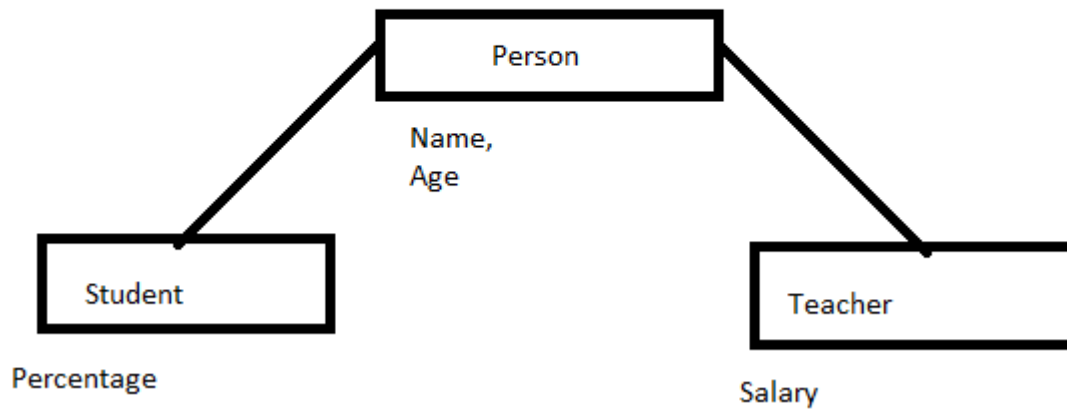 Person
Name,
Age
Student
Teacher
Percentage
Salary